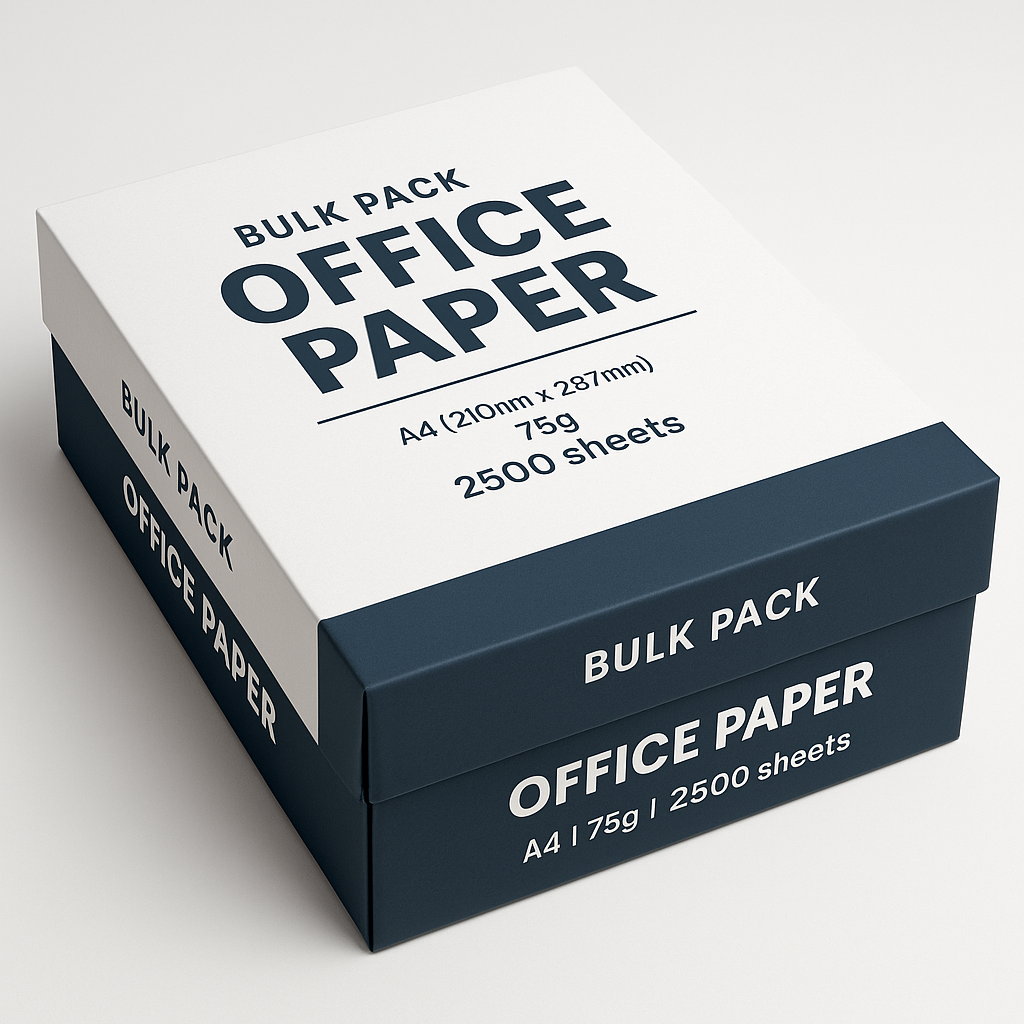 BULK PACK
OFFICE
PAPER
A4 (210nm x 287mm)
75g
2500 sheets
BULK PACK
OFFICE PAPER
BULK PACK
OFFICE PAPER
A4 | 75g | 2500 sheets